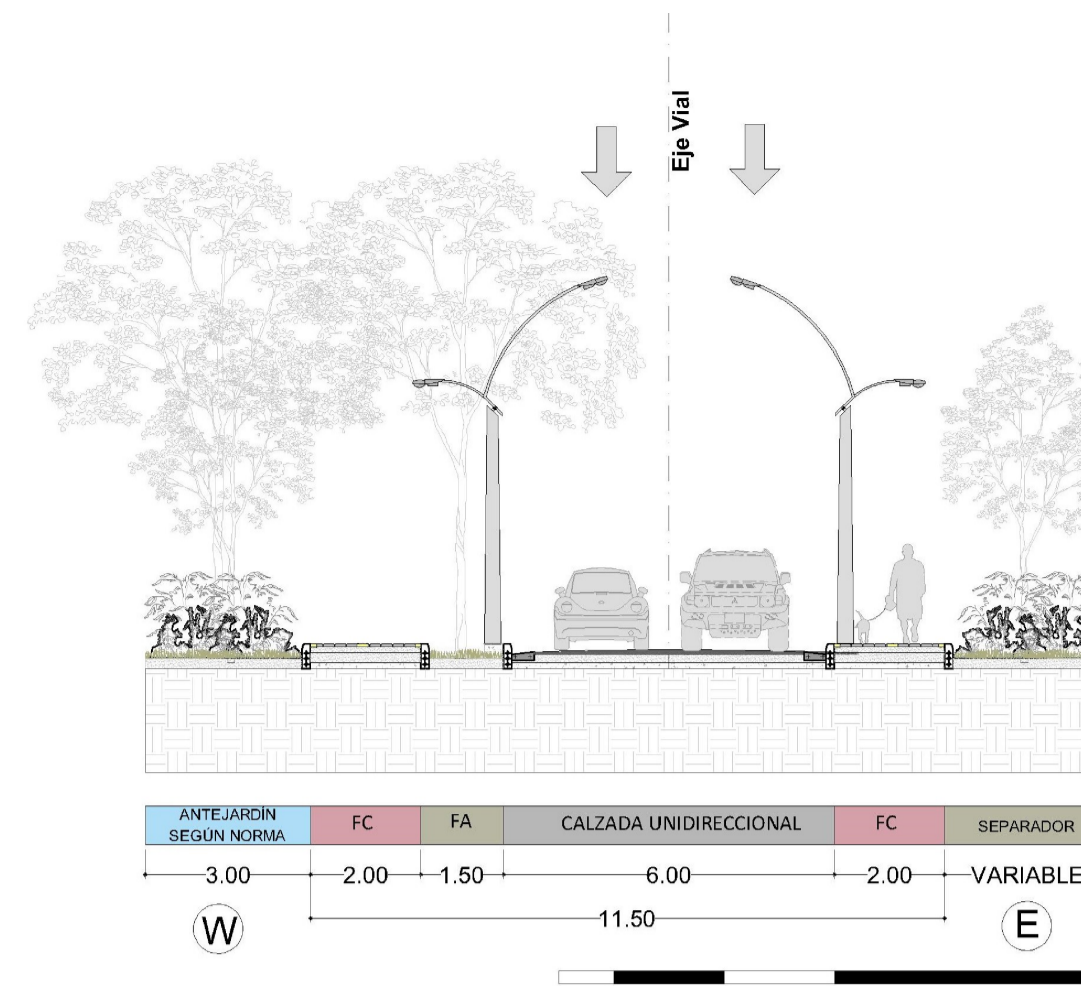 Eje Vial
ANTEJARDÍN
SEGÚN NORMA
FC
FA
CALZADA UNIDIRECCIONAL
FC
SEPARADOR
3.00
2.00
1.50
6.00
2.00
VARIABLE
W
11.50
E